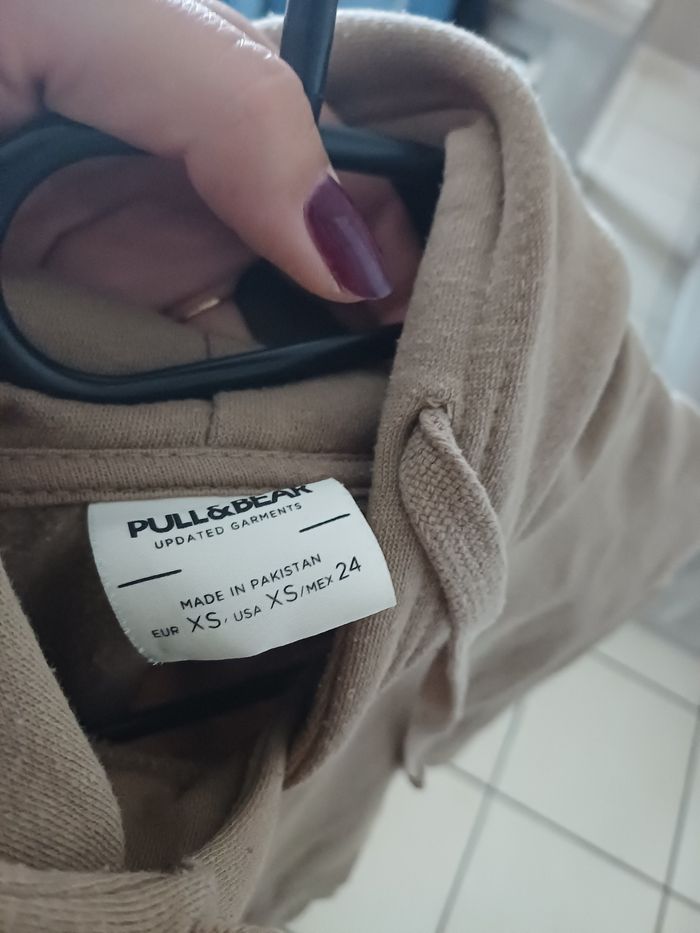 PULL&BEAR
UPDATED GARMENTS
MADE IN PAKISTAN
EUR XS, USA XS/MEX 24